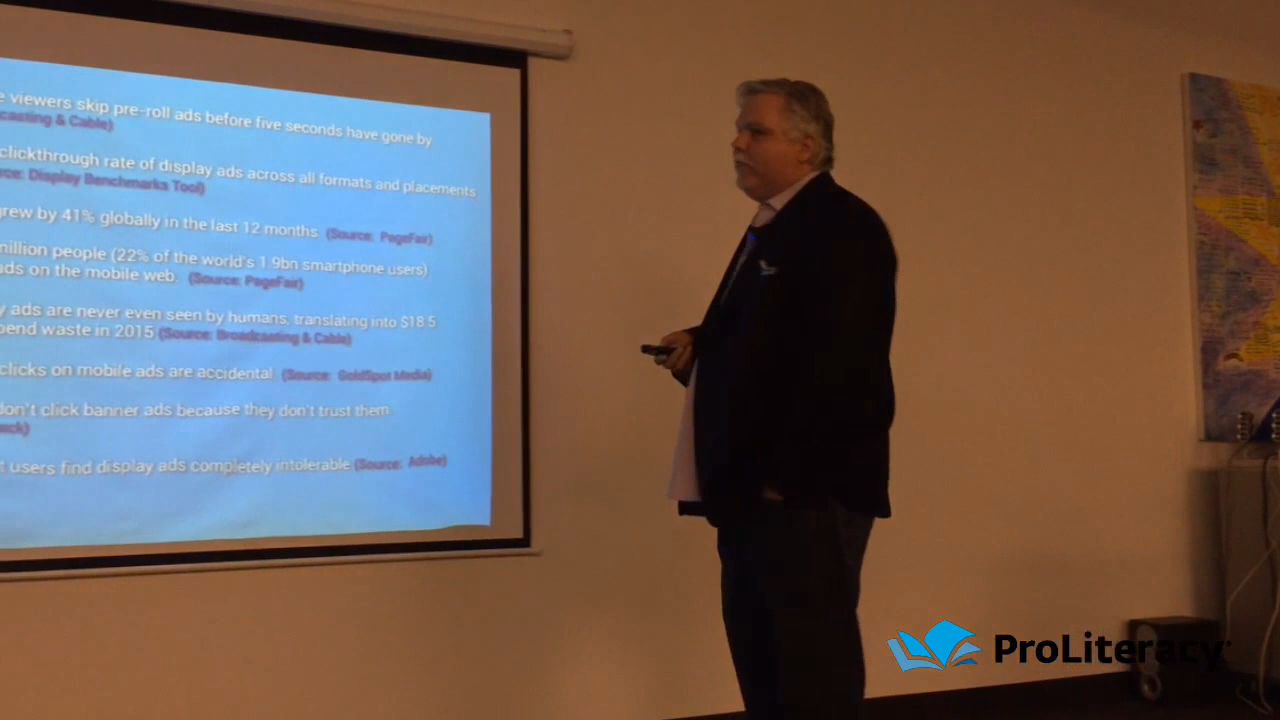 e viewers skip pre-roll ads before five seconds have gone by
casting & Cable)
clickthrough rate of display ads across all formats and placements
rce: Display Benchmarks Tool)
grew by 41% globally in the last 12 months. (Source: PageFair)
million people (22% of the world's 1.9bn smartphone users)
ads on the mobile web. (Source: PageFair)
y ads are never even seen by humans, translating into $18.5
pend waste in 2015 (Source: Broadcasting & Cable)
clicks on mobile ads are accidental. (Source: GoldSpot Media)
don't click banner ads because they don't trust them.
ack)
t users find display ads completely intolerable (Source: Adobe)
ProLiteracy